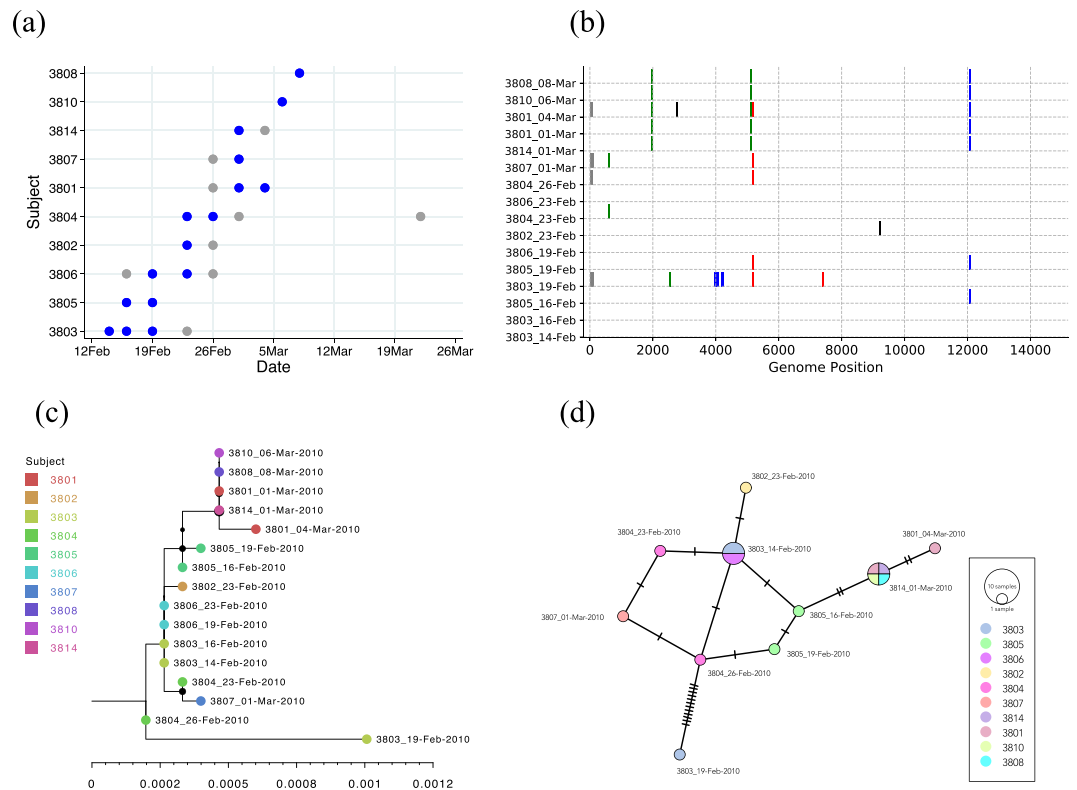 (a)
3808
3810
3814
3807
3801
3804
3802
3806
3805
3803
Subject
12Feb 19Feb 26Feb 5Mar 12Mar 19Mar 26Mar
Date
(b)
3808_08-Mar
3810_06-Mar
3801_04-Mar
3801_01-Mar
3814_01-Mar
3807_01-Mar
3804_26-Feb
3806_23-Feb
3804_23-Feb
3802_23-Feb
3806_19-Feb
3805_19-Feb
3803_19-Feb
3805_16-Feb
3803_16-Feb
3803_14-Feb
0 2000 4000 6000 8000 10000 12000 14000
Genome Position
(c)
Subject
3801
3802
3803
3804
3805
3806
3807
3808
3810
3814
3810_06-Mar-2010
3808_08-Mar-2010
3801_01-Mar-2010
3814_01-Mar-2010
3801_04-Mar-2010
3805_19-Feb-2010
3805_16-Feb-2010
3802_23-Feb-2010
3806_23-Feb-2010
3806_19-Feb-2010
3803_16-Feb-2010
3803_14-Feb-2010
3804_23-Feb-2010
3807_01-Mar-2010
3804_26-Feb-2010
3803_19-Feb-2010
0 0.0002 0.0005 0.0008 0.001 0.0012
(d)
3802_23-Feb-2010
3804_23-Feb-2010
3803_14-Feb-2010
3801_04-Mar-2010
3814_01-Mar-2010
3807_01-Mar-2010
3805_16-Feb-2010
3805_19-Feb-2010
3804_26-Feb-2010
3803_19-Feb-2010
10 samples
1 sample
3803
3805
3806
3802
3804
3807
3814
3801
3810
3808